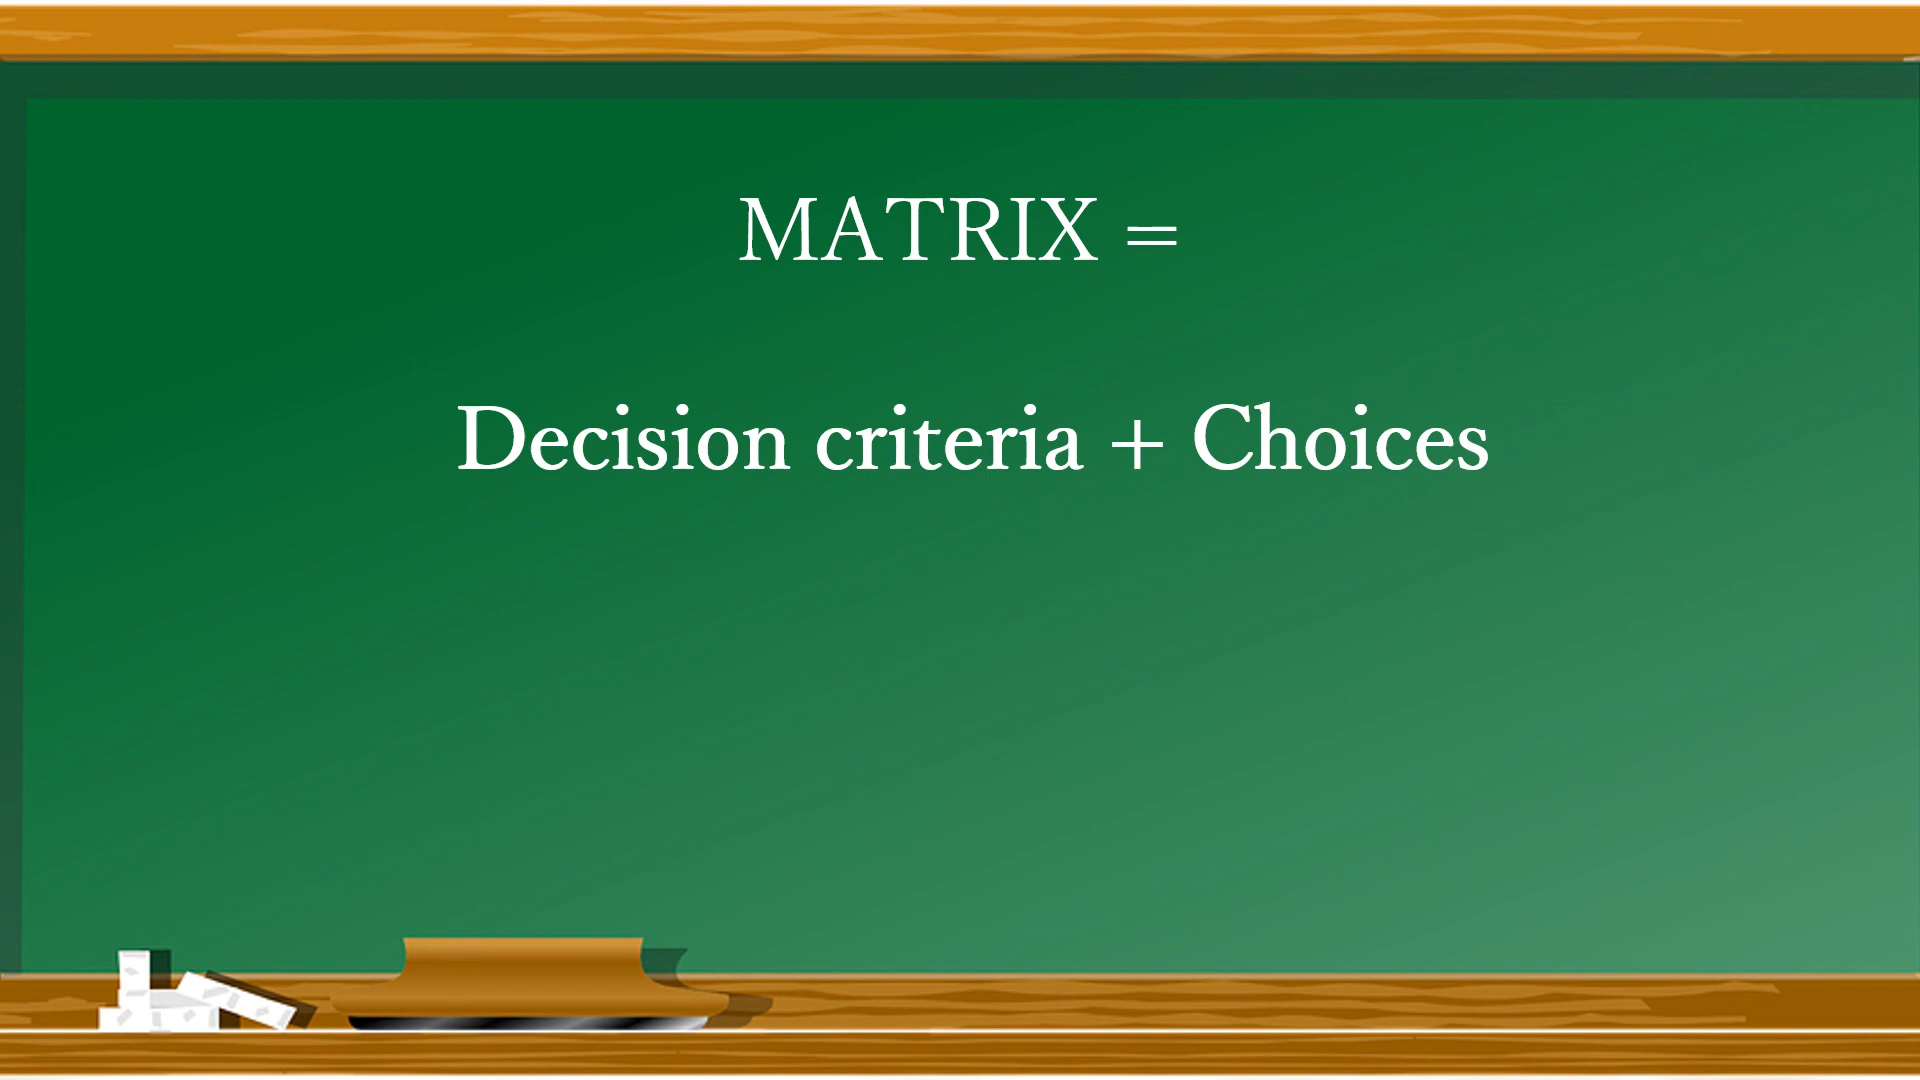 MATRIX =
Decision criteria + Choices